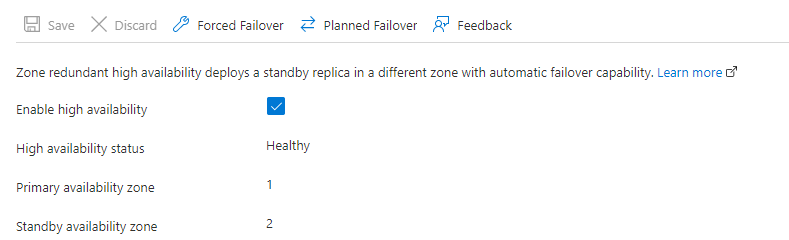 Save Discard Forced Failover Planned Failover Feedback
Zone redundant high availability deploys a standby replica in a different zone with automatic failover capability. Learn more
Enable high availability
High availability status Healthy
Primary availability zone 1
Standby availability zone 2